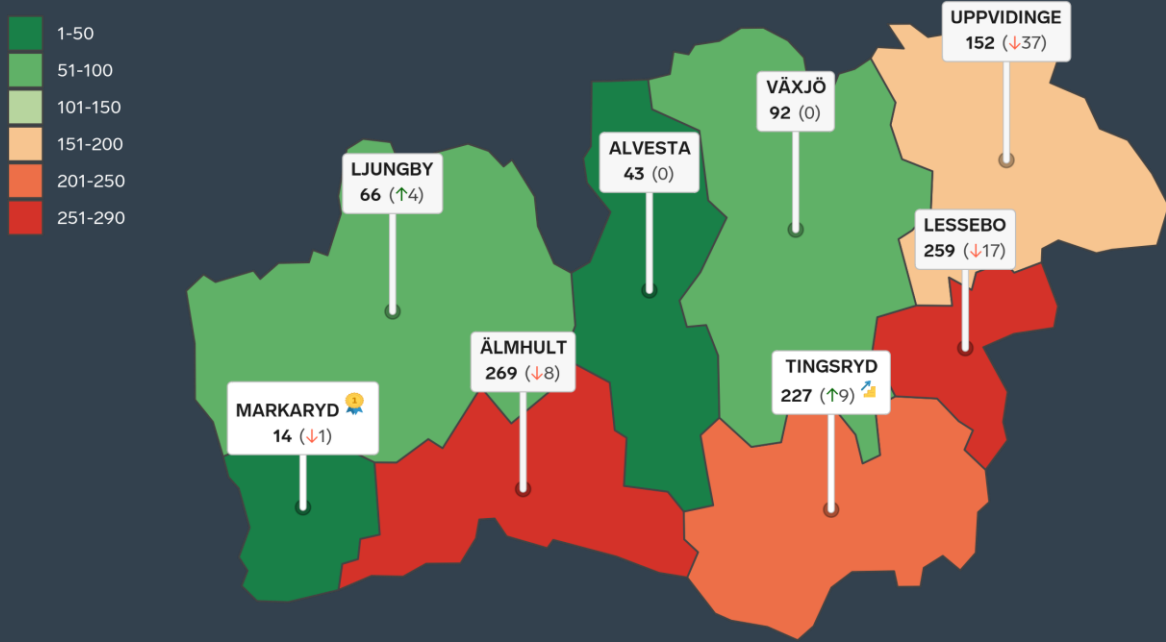 1-50
51-100
101-150
151-200
201-250
251-290
UPPVIDINGE
152 (↓37)
VÄXJÖ
92 (0)
ALVESTA
43 (0)
LJUNGBY
66 (↑4)
LESSEBO
259 (↓17)
ÄLMHULT
269 (↓8)
TINGSRYD
227 (↑9)
MARKARYD
1
14 (↓1)